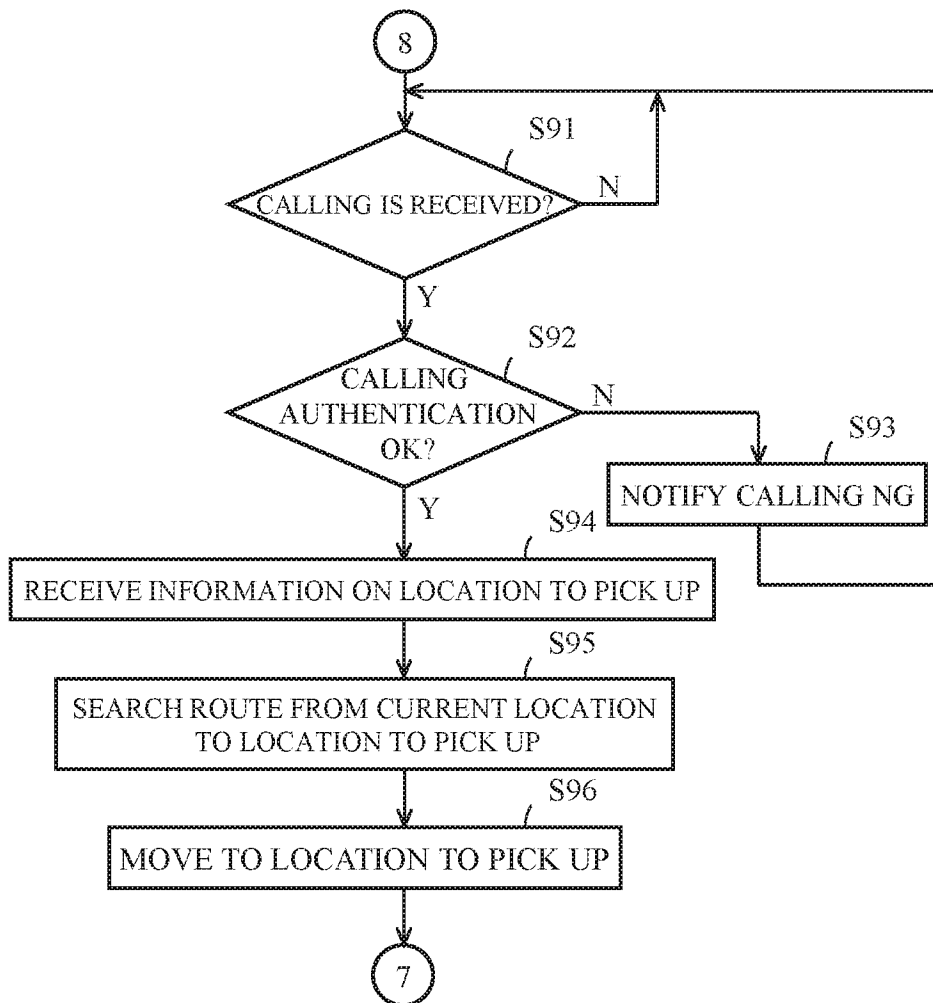 8
S91
CALLING IS RECEIVED?
N
Y
S92
CALLING
AUTHENTICATION
OK?
N
S93
NOTIFY CALLING NG
Y
S94
RECEIVE INFORMATION ON LOCATION TO PICK UP
S95
SEARCH ROUTE FROM CURRENT LOCATION
TO LOCATION TO PICK UP
S96
MOVE TO LOCATION TO PICK UP
7